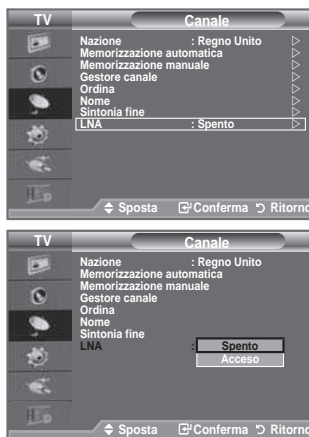 TV Canale
Nazione : Regno Unito
Memorizzazione automatica
Memorizzazione manuale
Gestore canale
Ordina
Nome
Sintonia fine
LNA : Spento
Sposta Conferma Ritorno
TV Canale
Nazione : Regno Unito
Memorizzazione automatica
Memorizzazione manuale
Gestore canale
Ordina
Nome
Sintonia fine
LNA : Spento
Acceso
Sposta Conferma Ritorno